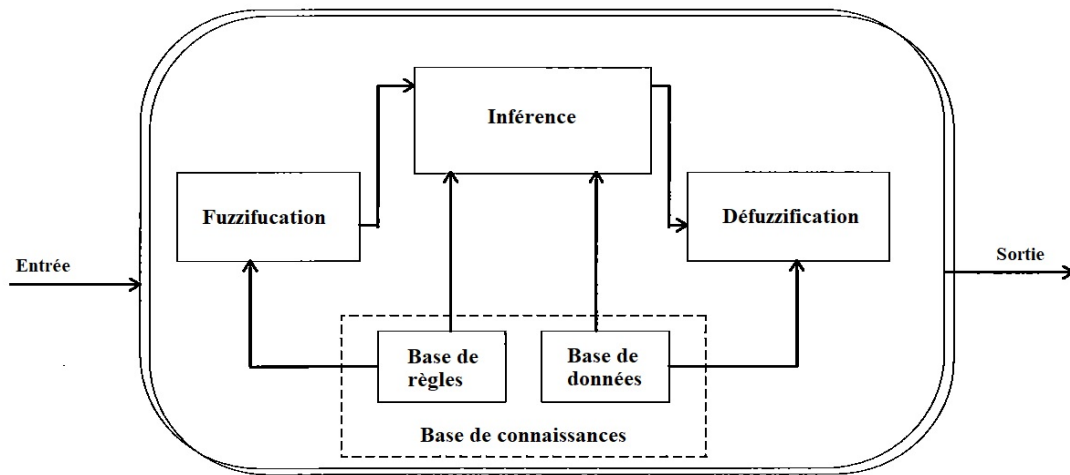 Inférence
Fuzzifucation
Défuzzification
Entrée
Sortie
Base de
règles
Base de
données
Base de connaissances